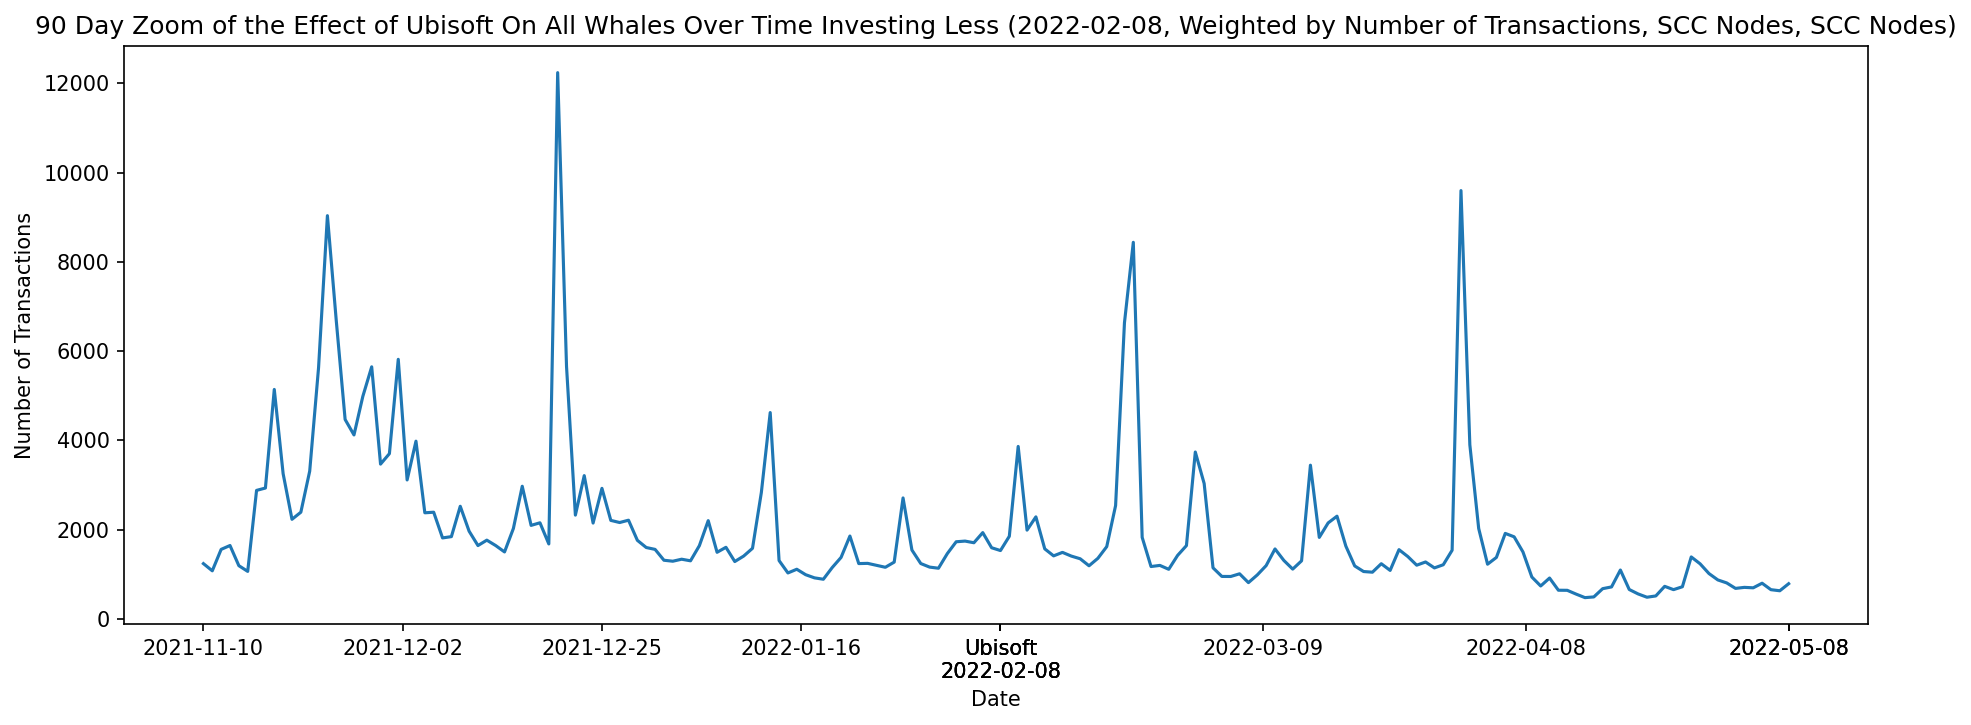 90 Day Zoom of the Effect of Ubisoft On All Whales Over Time Investing Less (2022-02-08, Weighted by Number of Transactions, SCC Nodes, SCC Nodes)
12000
10000
8000
6000
4000
2000
0
Number of Transactions
2021-11-10 2021-12-02 2021-12-25 2022-01-16 Ubisoft 2022-03-09 2022-04-08 2022-05-08
2022-02-08
Date